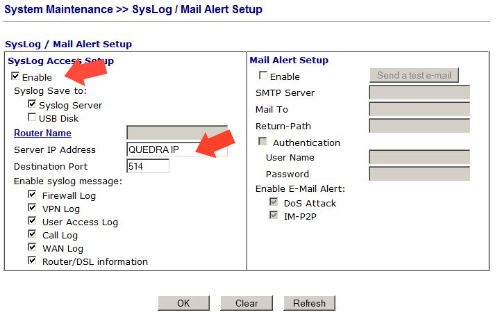 System Maintenance >> SysLog / Mail Alert Setup
SysLog / Mail Alert Setup
SysLog Access Setup
Enable
Syslog Save to:
Syslog Server
USB Disk
Router Name
Server IP Address QUEDRA IP
Destination Port 514
Enable syslog message:
Firewall Log
VPN Log
User Access Log
Call Log
WAN Log
Router/DSL information
Mail Alert Setup
Enable Send a test e-mail
SMTP Server
Mail To
Return-Path
Authentication
User Name
Password
Enable E-Mail Alert:
DoS Attack
IM-P2P
OK Clear Refresh